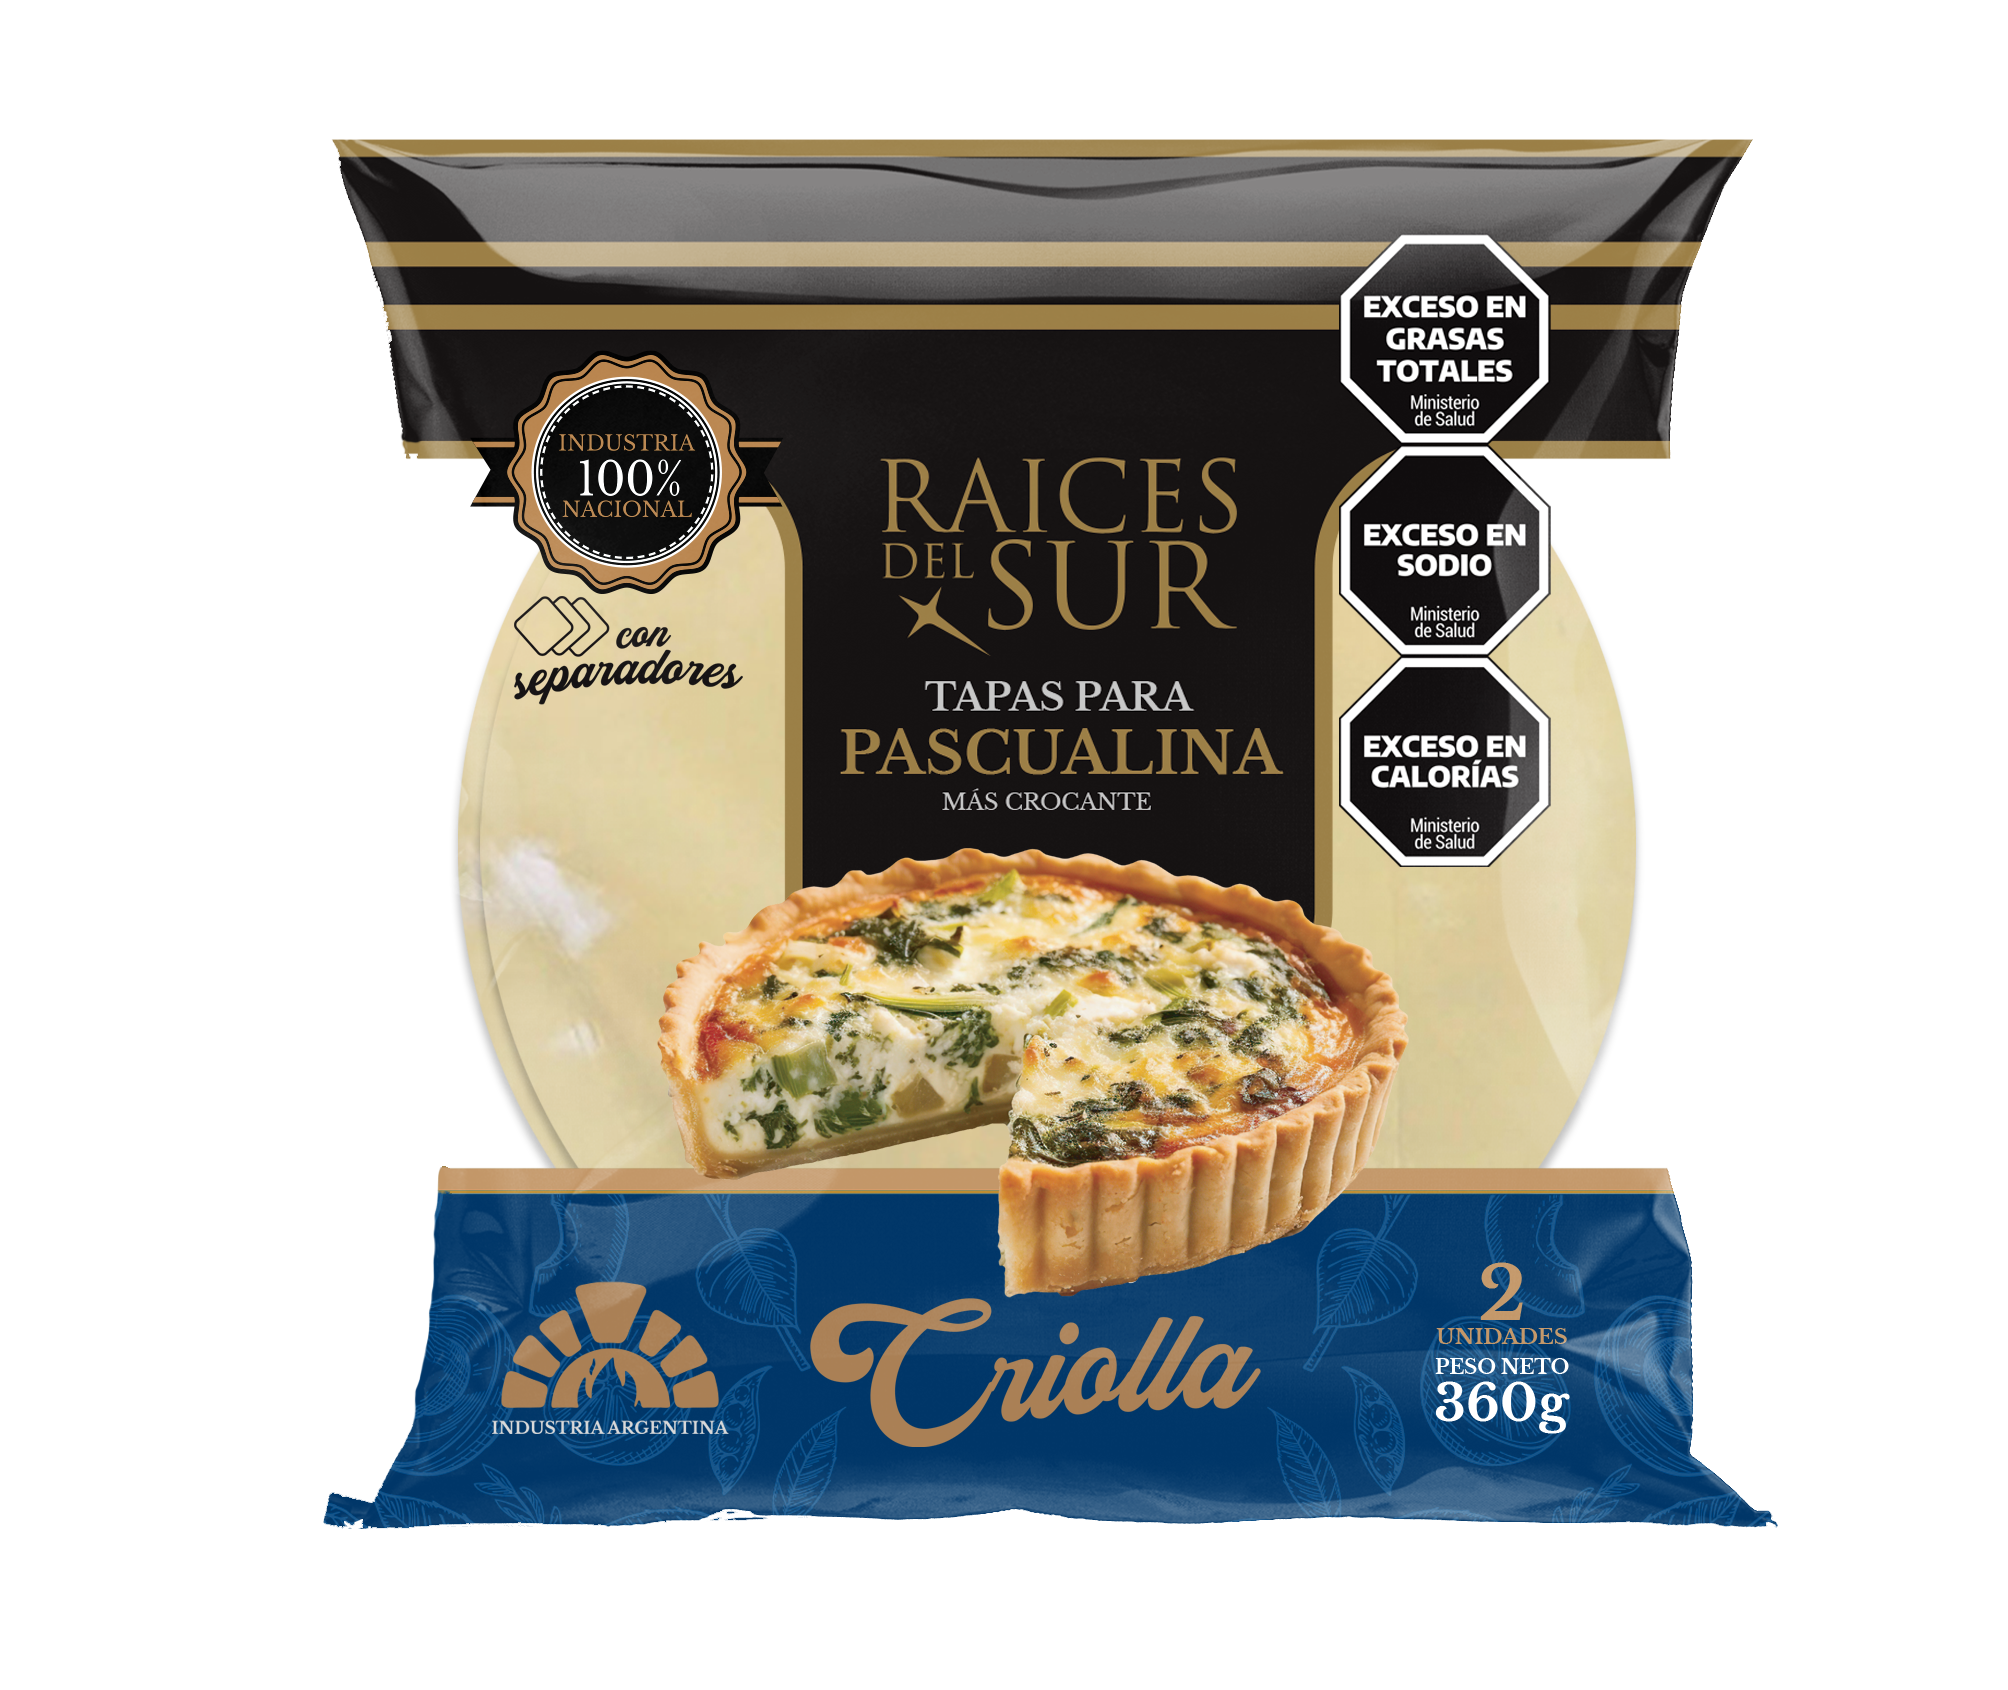 INDUSTRIA
100%
NACIONAL
con
separadores
RAICES
DEL SUR
TAPAS PARA
PASCUALINA
MÁS CROCANTE
EXCESO EN
GRASAS
TOTALES
Ministerio
de Salud
EXCESO EN
SODIO
Ministerio
de Salud
EXCESO EN
CALORÍAS
Ministerio
de Salud
INDUSTRIA ARGENTINA
Criolla
2
UNIDADES
PESO NETO
360g